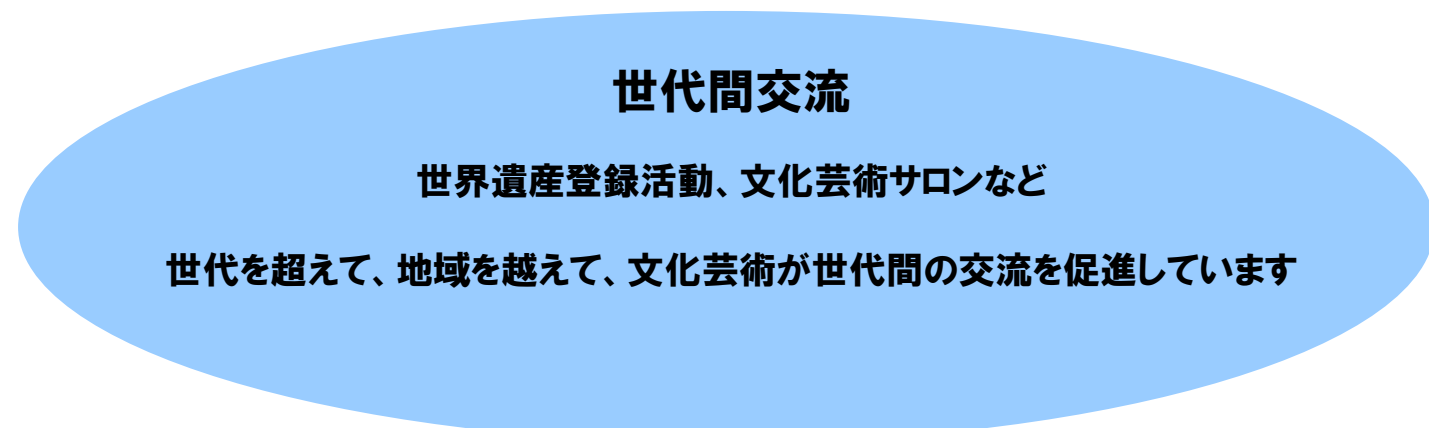 世代間交流
世界遺産登録活動、文化芸術サロンなど
世代を超えて、地域を越えて、文化芸術が世代間の交流を促進しています